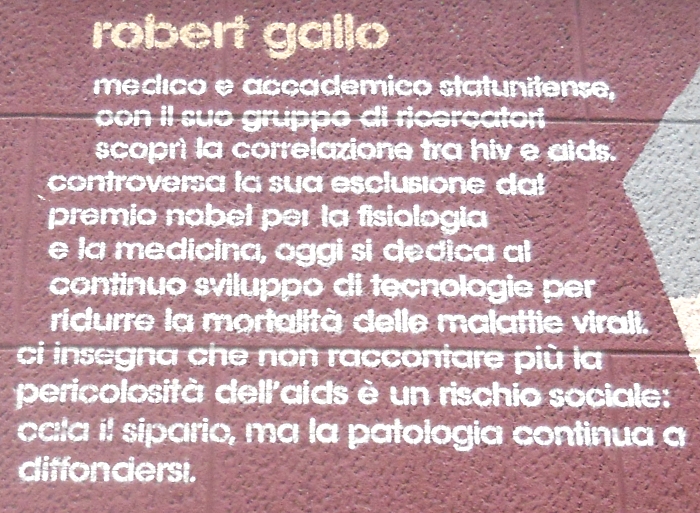 robert gallo
medico e accademico statunitense,
con il suo gruppo di ricercatori
scoprì la correlazione tra hiv e aids.
controversa la sua esclusione dal
premio nobel per la fisiologia
e la medicina, oggi si dedica al
continuo sviluppo di tecnologie per
ridurre la mortalità delle malattie virali.
ci insegna che non raccontare più la
pericolosità dell'aids è un rischio sociale:
cala il sipario, ma la patologia continua a
diffondersi.